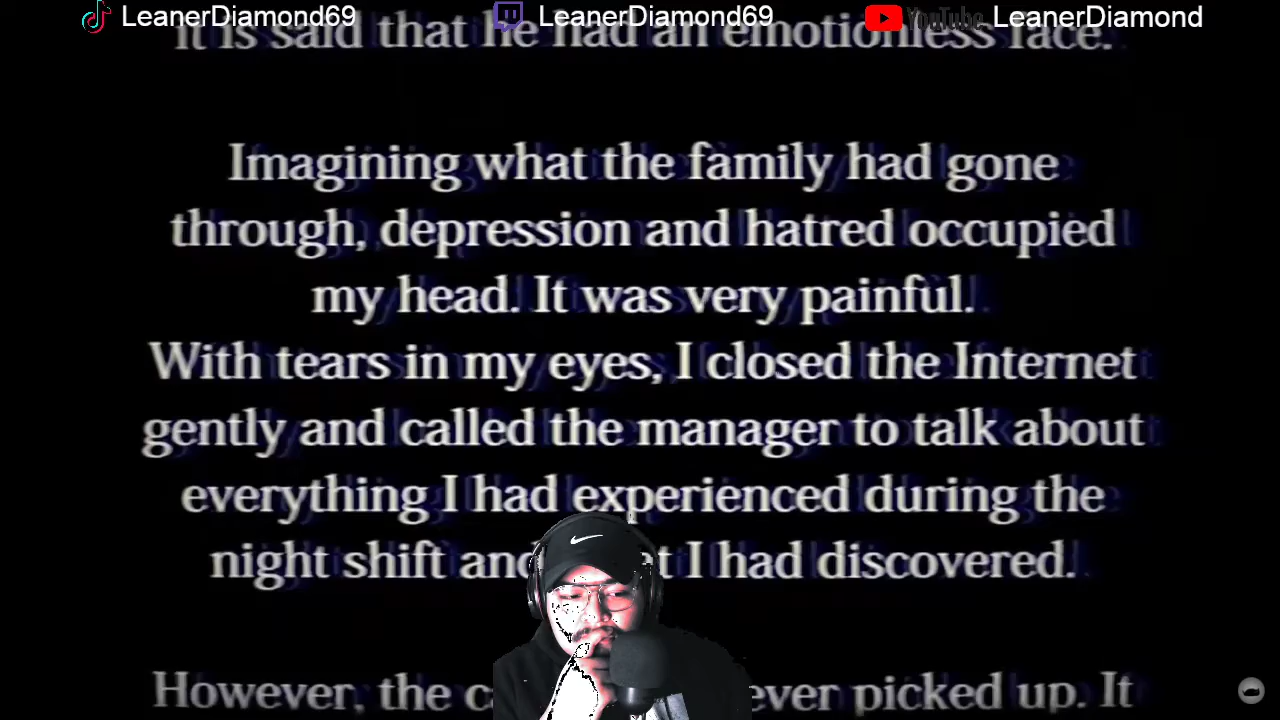 LeanerDiamond69 LeanerDiamond69 YouTube LeanerDiamond
it is said that he had an emotionless face.
Imagining what the family had gone
through, depression and hatred occupied
my head. It was very painful.
With tears in my eyes, I closed the Internet
gently and called the manager to talk about
everything I had experienced during the
night shift and I had discovered.
However, the picked up. It